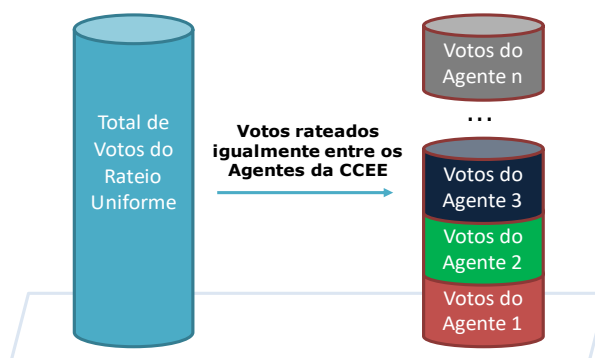 Total de
Votos do
Rateio
Uniforme
Votos rateados
igualmente entre os
Agentes da CCEE
Votos do
Agente n
...
Votos do
Agente 3
Votos do
Agente 2
Votos do
Agente 1